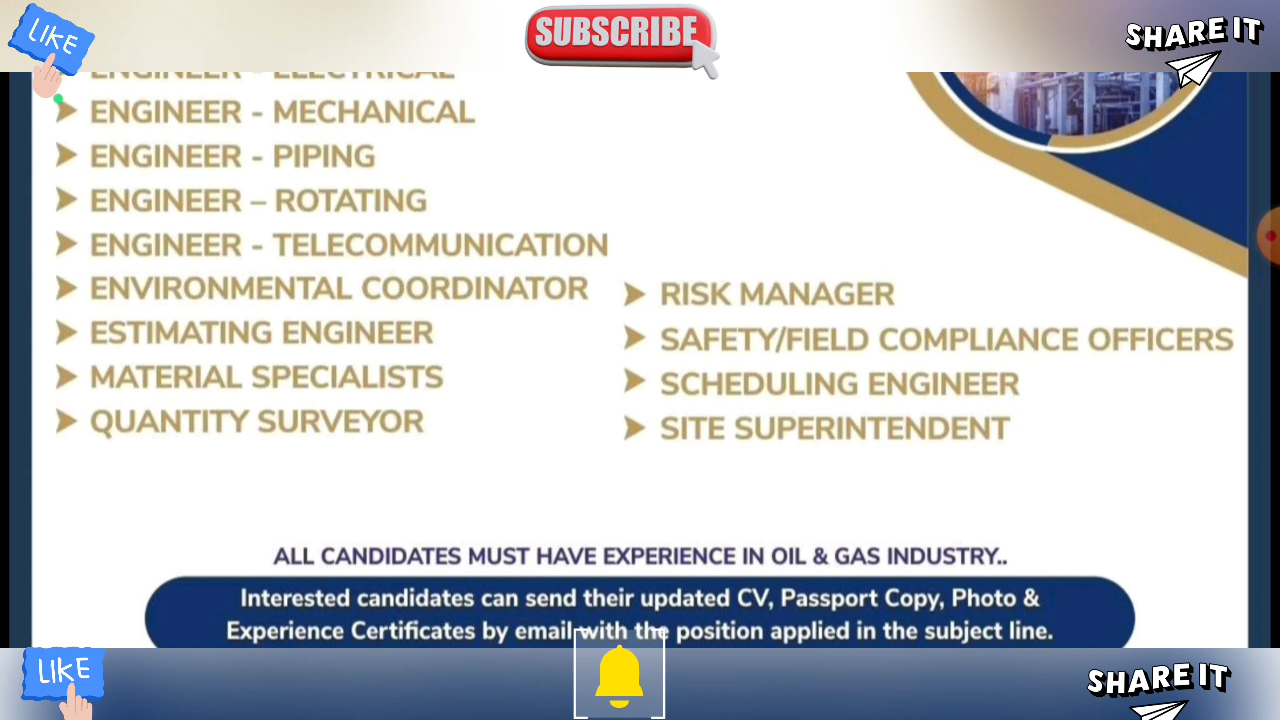 LIKE
SUBSCRIBE
SHARE IT
ENGINEER - ELECTRICAL
ENGINEER - MECHANICAL
ENGINEER - PIPING
ENGINEER – ROTATING
ENGINEER - TELECOMMUNICATION
ENVIRONMENTAL COORDINATOR
ESTIMATING ENGINEER
MATERIAL SPECIALISTS
QUANTITY SURVEYOR
RISK MANAGER
SAFETY/FIELD COMPLIANCE OFFICERS
SCHEDULING ENGINEER
SITE SUPERINTENDENT
ALL CANDIDATES MUST HAVE EXPERIENCE IN OIL & GAS INDUSTRY..
Interested candidates can send their updated CV, Passport Copy, Photo &
Experience Certificates by email with the position applied in the subject line.
LIKE
SHARE IT